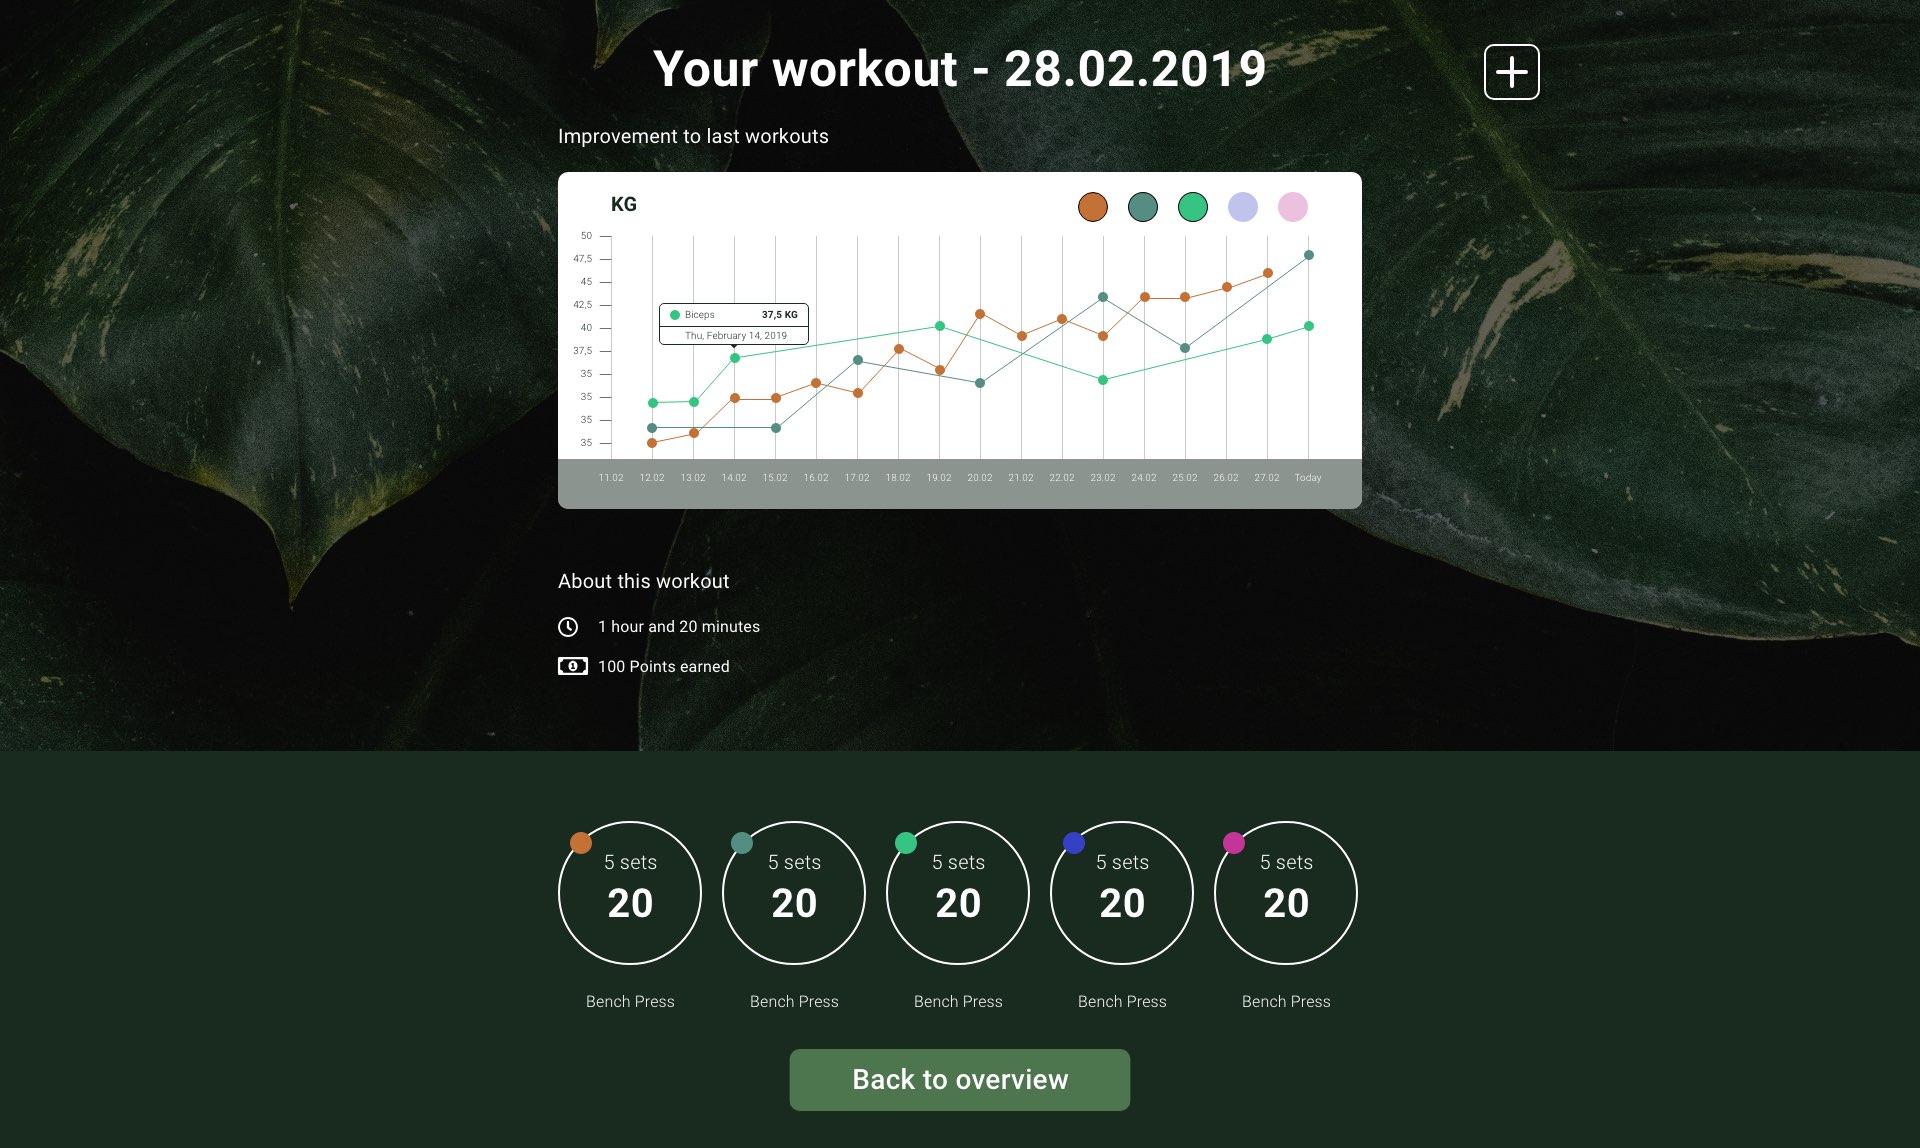 Your workout - 28.02.2019
Improvement to last workouts
KG
50
47,5
45
42,5
40
37,5
35
35
35
35
Biceps 37,5 KG
Thu, February 14, 2019
11.02 12.02 13.02 14.02 15.02 16.02 17.02 18.02 19.02 20.02 21.02 22.02 23.02 24.02 25.02 26.02 27.02 Today
About this workout
1 hour and 20 minutes
100 Points earned
5 sets 5 sets 5 sets 5 sets 5 sets
20 20 20 20 20
Bench Press Bench Press Bench Press Bench Press Bench Press
Back to overview